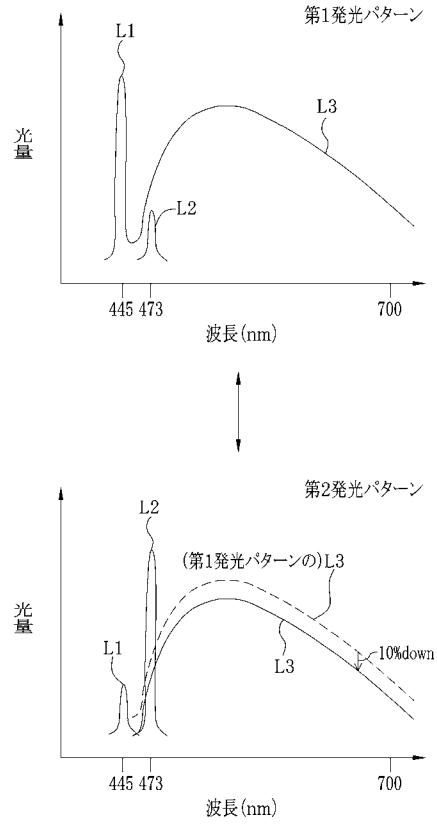 第1発光パターン
L1
L3
光量
L2
445 473 700
波長(nm)
第2発光パターン
L2
(第1発光パターンの)L3
光量
10%down
L1
L3
445 473 700
波長(nm)